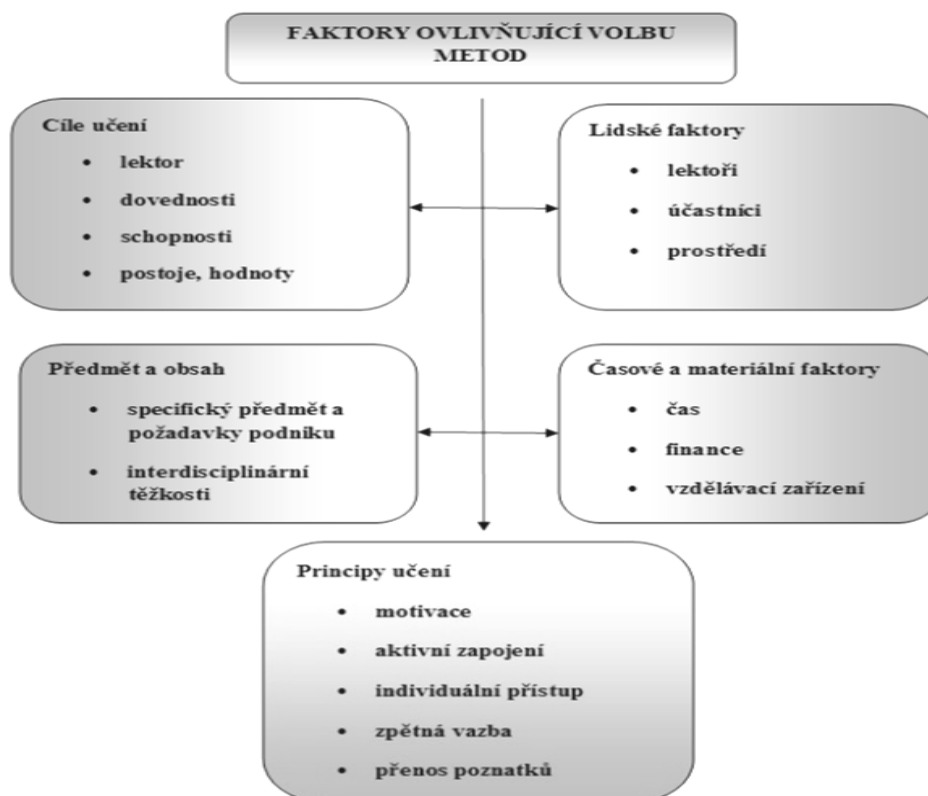 FAKTORY OVLIVŇUJÍCÍ VOLBU
METOD
Cíle učení
• lektor
• dovednosti
• schopnosti
• postoje, hodnoty
Lidské faktory
• lektoři
• účastníci
• prostředí
Předmět a obsah
• specifický předmět a
požadavky podniku
• interdisciplinární
těžkosti
Časové a materiální faktory
• čas
• finance
• vzdělávací zařízení
Principy učení
• motivace
• aktivní zapojení
• individuální přístup
• zpětná vazba
• přenos poznatků